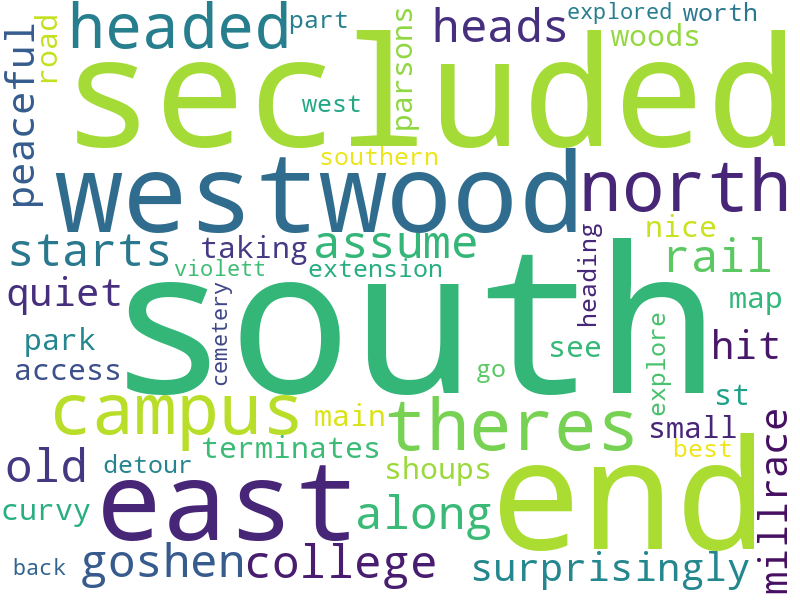 explored worth
headed part heads
woods
road
peaceful
parsons
secluded
west
southern
westwood north
nice
starts taking assume rail
violett extension
heading
quiet
cemetery
south
map
park see hit
access go
explore
st
campus main theres small
best
terminates
old detour shoups
east end
millrace
curvy along
back goshen college surprisingly